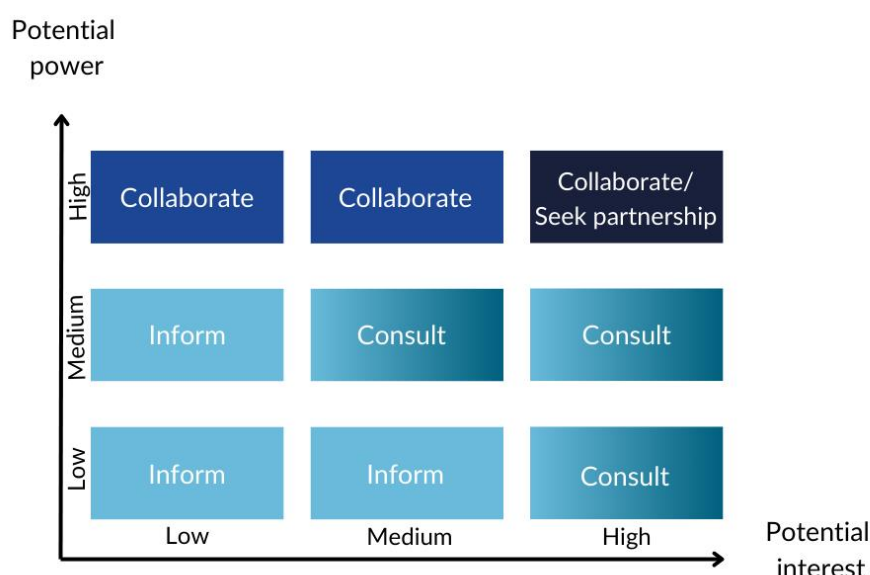 Potential
power
High
Collaborate
Collaborate
Collaborate/
Seek partnership
Medium
Inform
Consult
Consult
Low
Inform
Inform
Consult
Low
Medium
High
Potential
interest